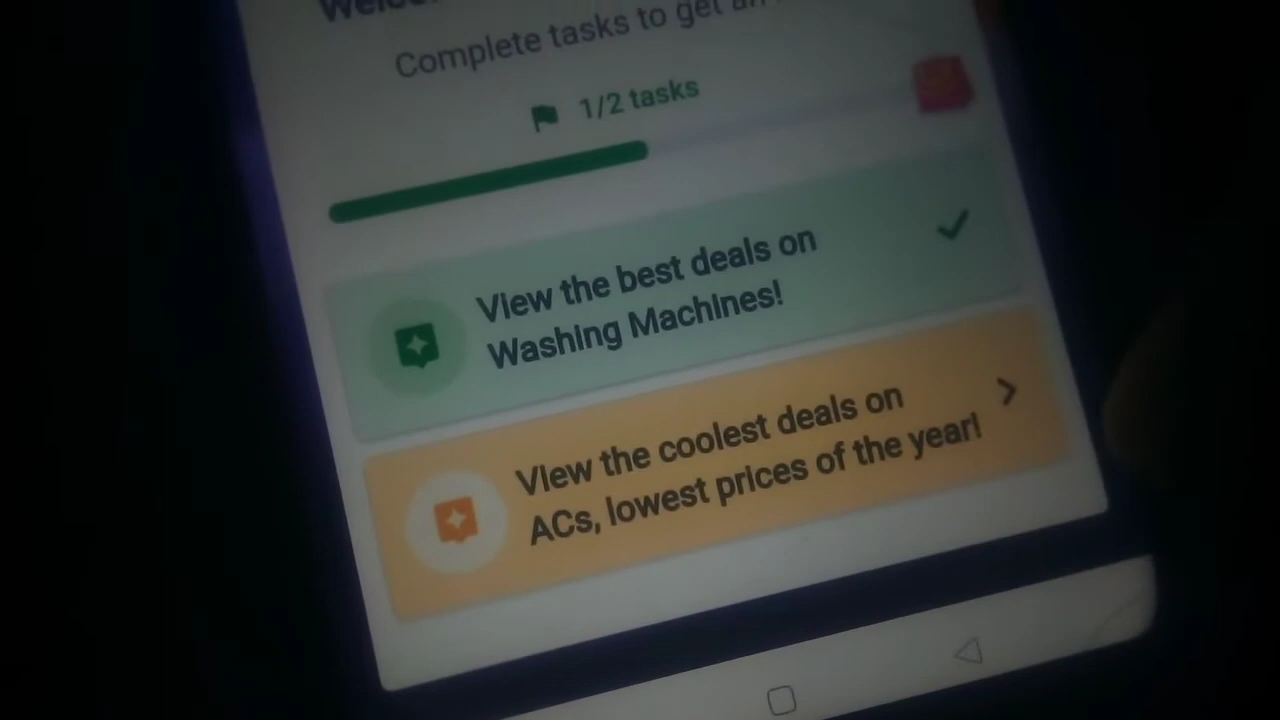 Complete tasks to get an
1/2 tasks
View the best deals on
Washing Machines!
View the coolest deals on
ACs, lowest prices of the year!